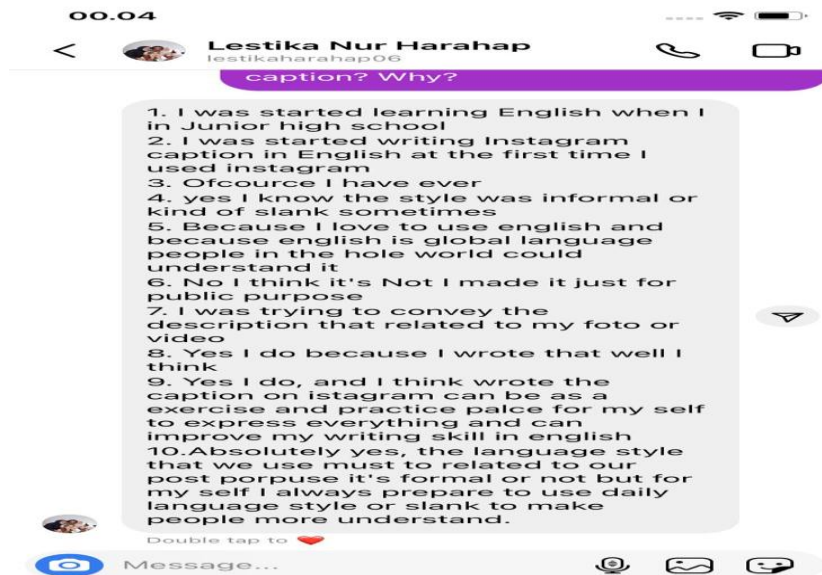 00.04
Lestika Nur Harahap
lestikaharahap06
caption? Why?
1. I was started learning English when I
in Junior high school
2. I was started writing Instagram
caption in English at the first time I
used instagram
3. Ofcource I have ever
4. yes I know the style was informal or
kind of slank sometimes
5. Because I love to use english and
because english is global language
people in the hole world could
understand it
6. No I think it's Not I made it just for
public purpose
7. I was trying to convey the
description that related to my foto or
video
8. Yes I do because I wrote that well I
think
9. Yes I do, and I think wrote the
caption on istagram can be as a
exercise and practice palce for my self
to express everything and can
improve my writing skill in english
10.Absolutely yes, the language style
that we use must to related to our
post porpuse it's formal or not but for
my self I always prepare to use daily
language style or slank to make
people more understand.
Double tap to ❤️
Message...